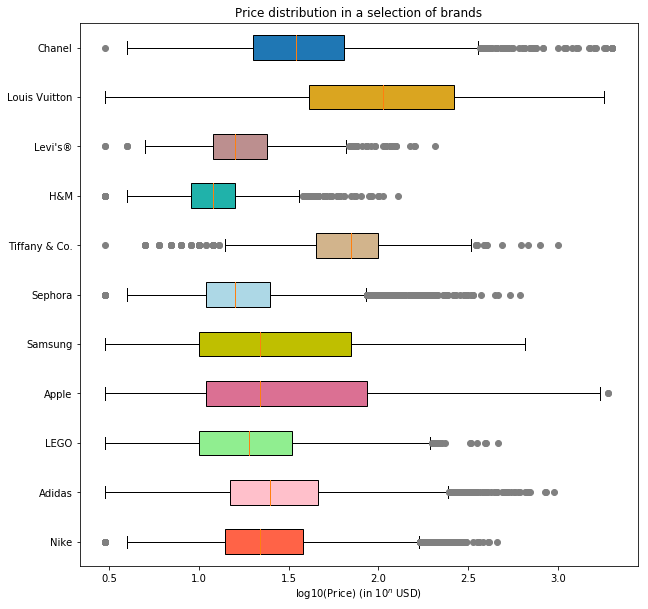 Price distribution in a selection of brands
Chanel
Louis Vuitton
Levi's®
H&M
Tiffany & Co.
Sephora
Samsung
Apple
LEGO
Adidas
Nike
0.5 1.0 1.5 2.0 2.5 3.0
log10(Price) (in 10ⁿ USD)